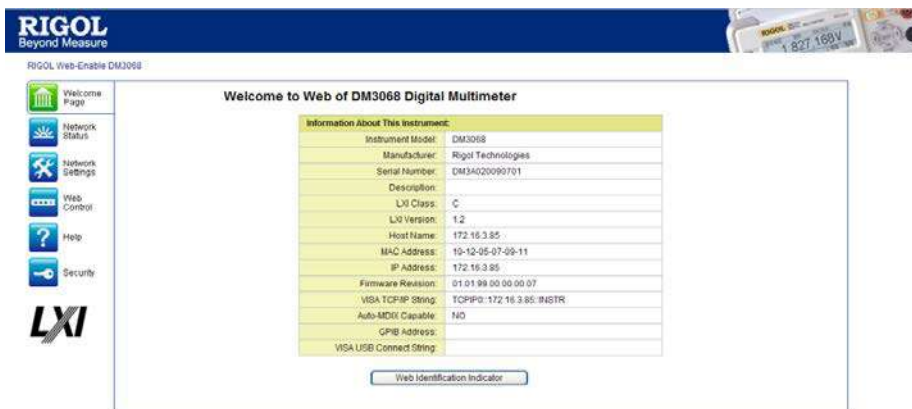 RIGOL
Beyond Measure
RIGOL Web-Enable DM3068
Welcome Page
Network Status
Network Settings
Web Control
Help
Security
LXI
Welcome to Web of DM3068 Digital Multimeter
Information About This Instrument:
Instrument Model: DM3068
Manufacturer: Rigol Technologies
Serial Number: DM3A020090701
Description:
LXI Class: C
LXI Version: 1.2
Host Name: 172.16.3.85
MAC Address: 10-12-05-07-09-11
IP Address: 172.16.3.85
Firmware Revision: 01.01.99.00.00.00.07
VISA TCP/IP String: TCPIP0::172.16.3.85::INSTR
Auto-MDIX Capable: NO
GPIB Address:
VISA USB Connect String:
Web Identification Indicator
RIGOL
1.827,168V